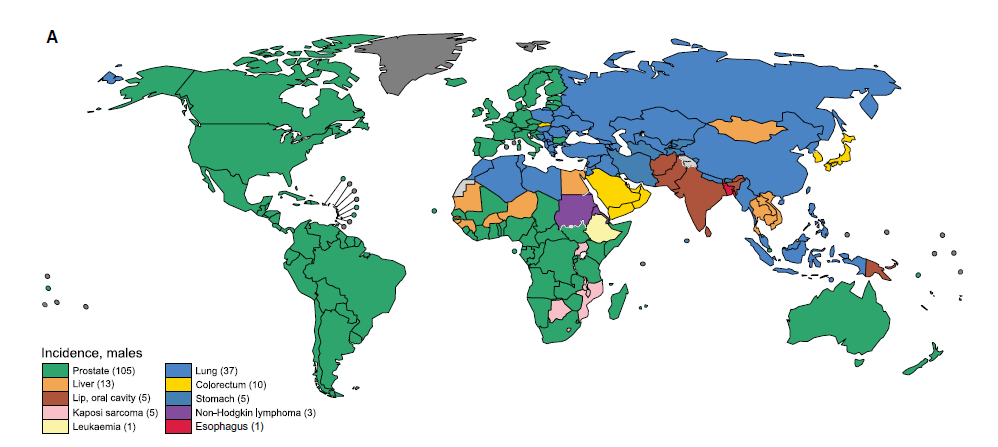 A
Incidence, males
Prostate (105)
Liver (13)
Lip, oral cavity (5)
Kaposi sarcoma (5)
Leukaemia (1)
Lung (37)
Colorectum (10)
Stomach (5)
Non-Hodgkin lymphoma (3)
Esophagus (1)